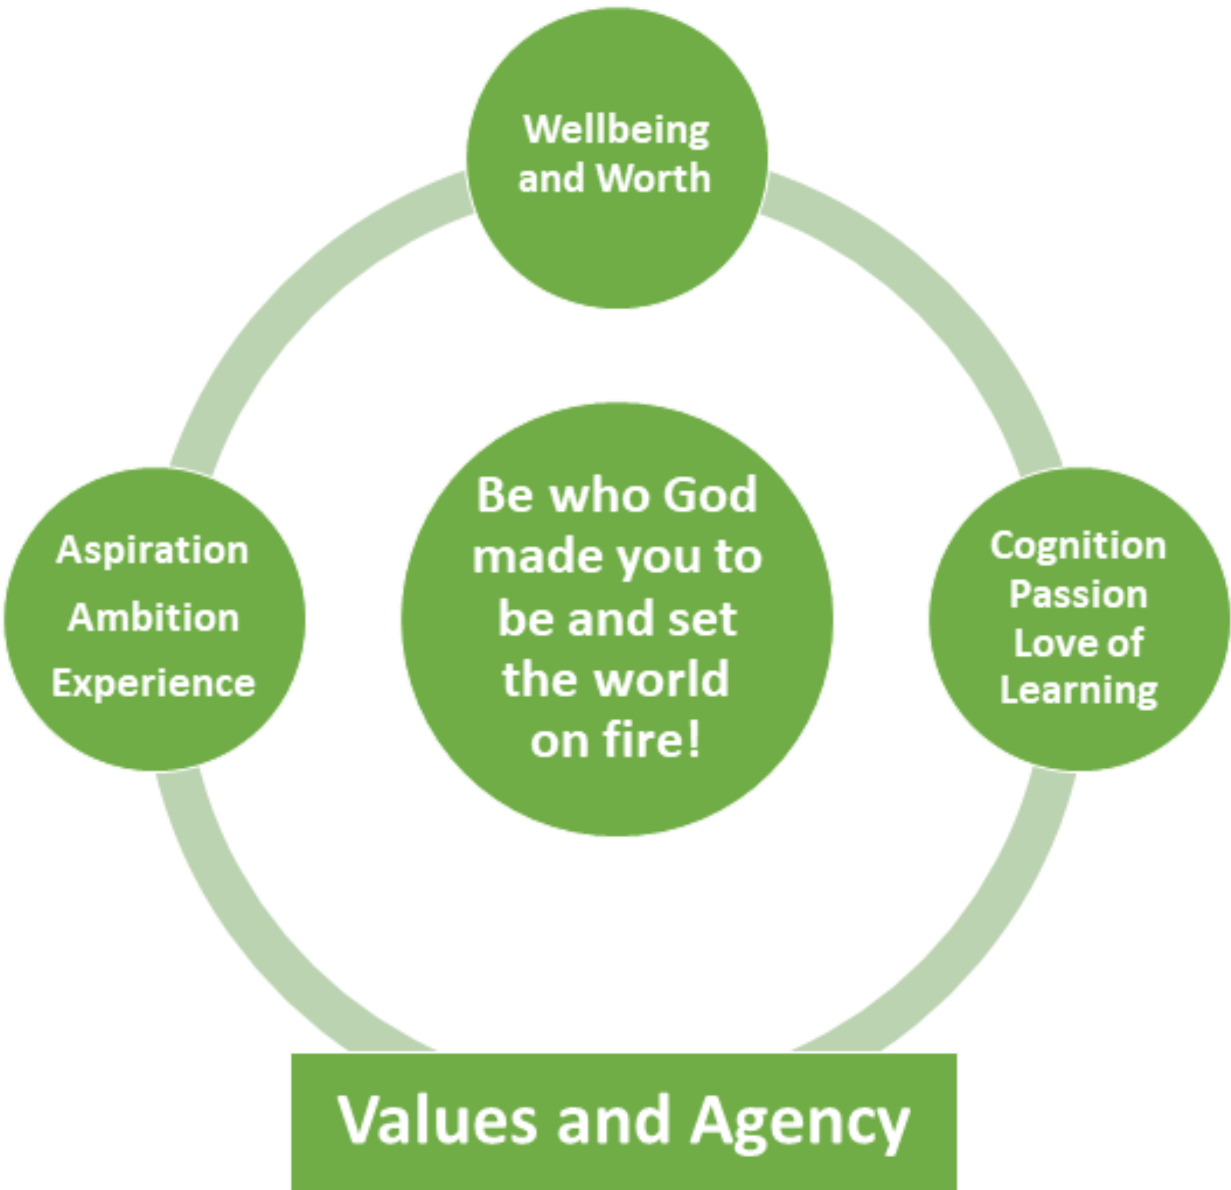 Wellbeing
and Worth
Aspiration
Ambition
Experience
Be who God
made you to
be and set
the world
on fire!
Cognition
Passion
Love of
Learning
Values and Agency